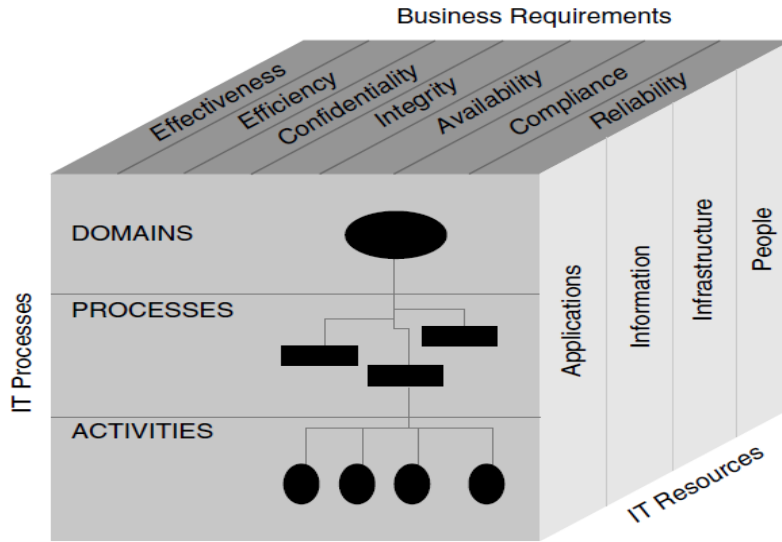 Business Requirements
Effectiveness
Efficiency
Confidentiality
Integrity
Availability
Compliance
Reliability
DOMAINS
PROCESSES
ACTIVITIES
IT Processes
Applications
Information
Infrastructure
People
IT Resources